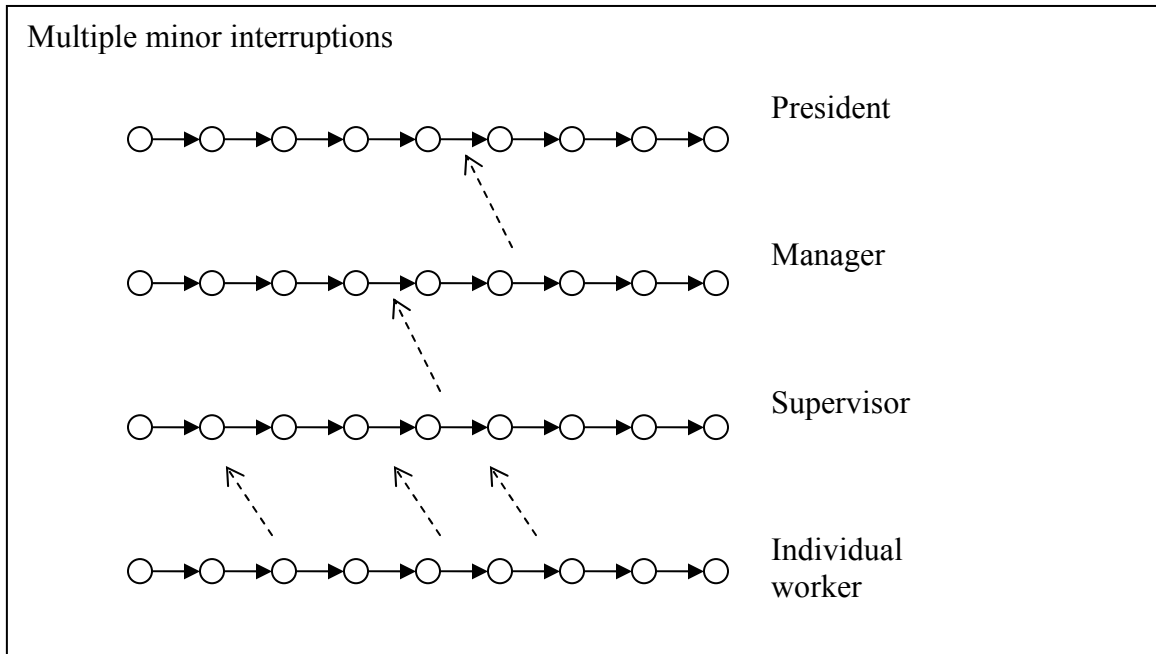 Multiple minor interruptions
President
Manager
Supervisor
Individual
worker